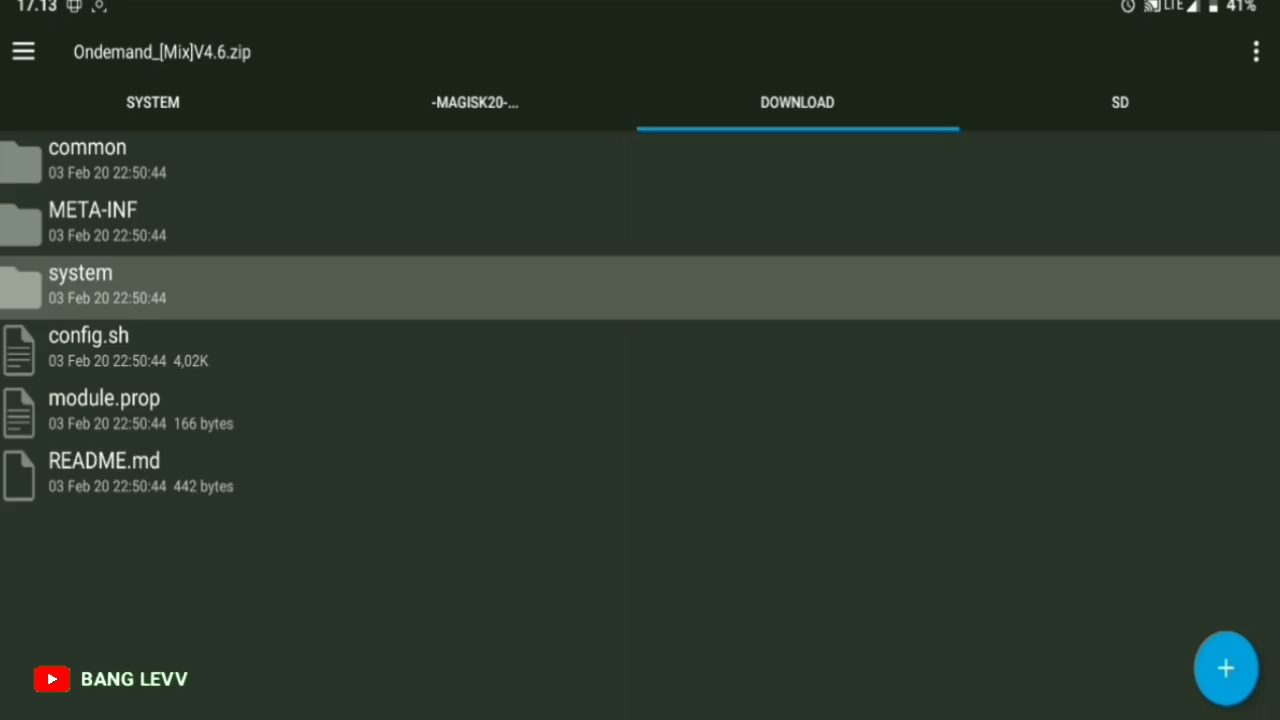 17.13 LTE 41%
Ondemand_[Mix]V4.6.zip
SYSTEM -MAGISK20-... DOWNLOAD SD
common
03 Feb 20 22:50:44
META-INF
03 Feb 20 22:50:44
system
03 Feb 20 22:50:44
config.sh
03 Feb 20 22:50:44 4,02K
module.prop
03 Feb 20 22:50:44 166 bytes
README.md
03 Feb 20 22:50:44 442 bytes
BANG LEVV